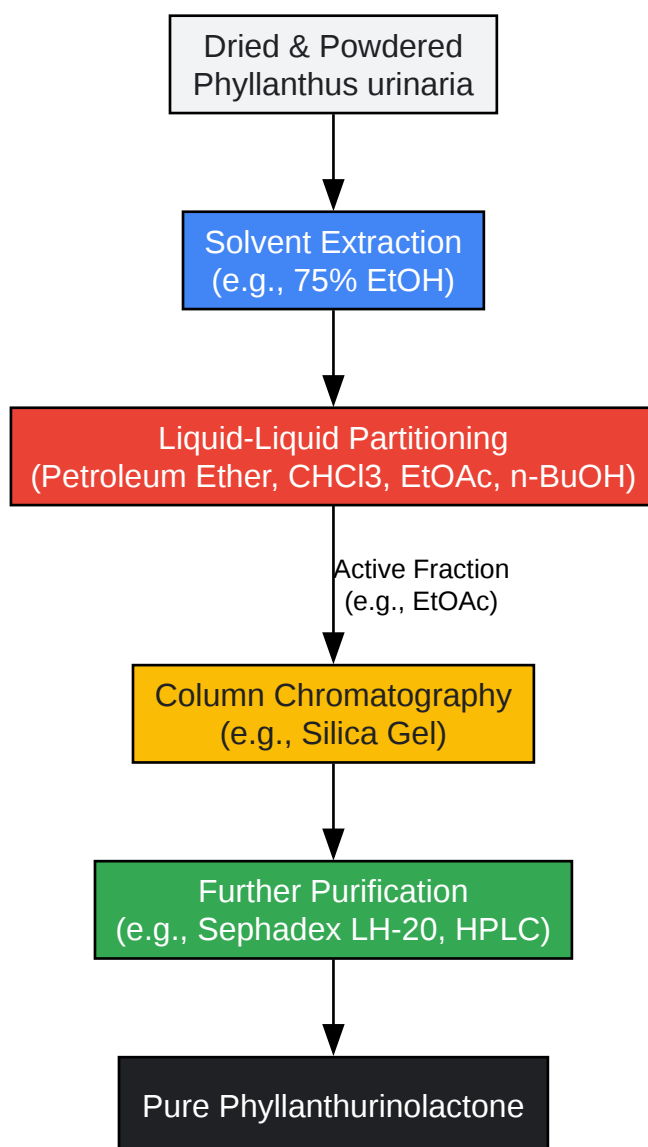 Dried & Powdered
Phyllanthus urinaria
Solvent Extraction
(e.g., 75% EtOH)
Liquid-Liquid Partitioning
(Petroleum Ether, CHCl3, EtOAc, n-BuOH)
Active Fraction
(e.g., EtOAc)
Column Chromatography
(e.g., Silica Gel)
Further Purification
(e.g., Sephadex LH-20, HPLC)
Pure Phyllanthurinolactone